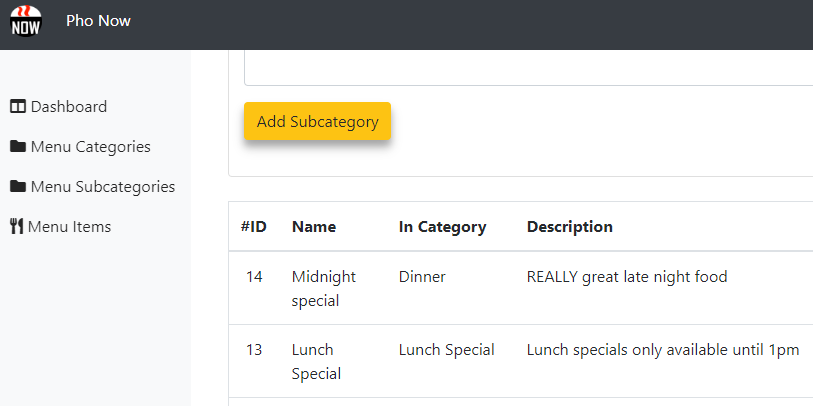 NOW
Pho Now
Dashboard
Menu Categories
Menu Subcategories
Menu Items
Add Subcategory
#ID Name In Category Description
14 Midnight special Dinner REALLY great late night food
13 Lunch Special Lunch Special Lunch specials only available until 1pm